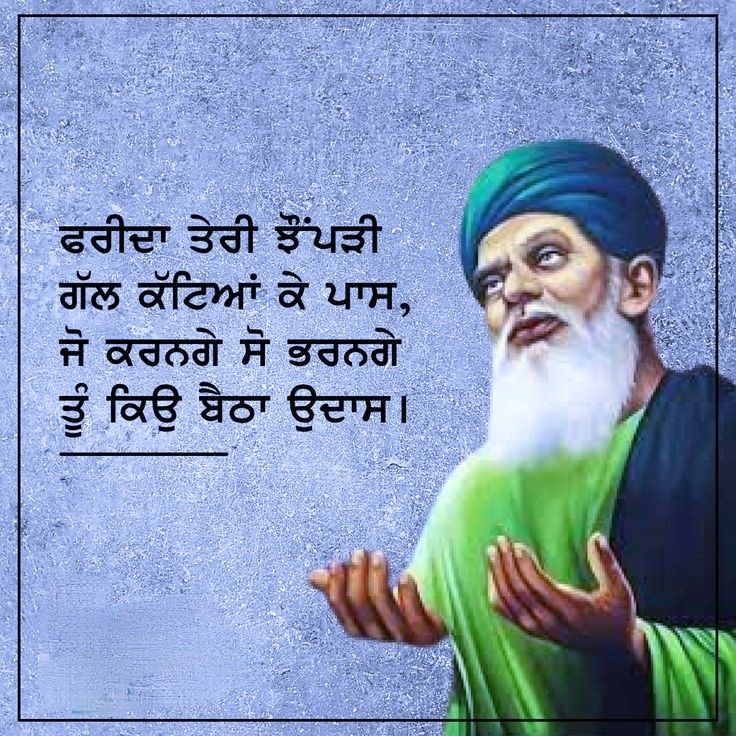 ਫਰੀਦਾ ਤੇਰੀ ਝੌਂਪੜੀ
ਗੱਲ ਕੱਟਿਆਂ ਕੇ ਪਾਸ,
ਜੋ ਕਰਨਗੇ ਸੋ ਭਰਨਗੇ
ਤੂੰ ਕਿਉ ਬੈਠਾ ਉਦਾਸ।